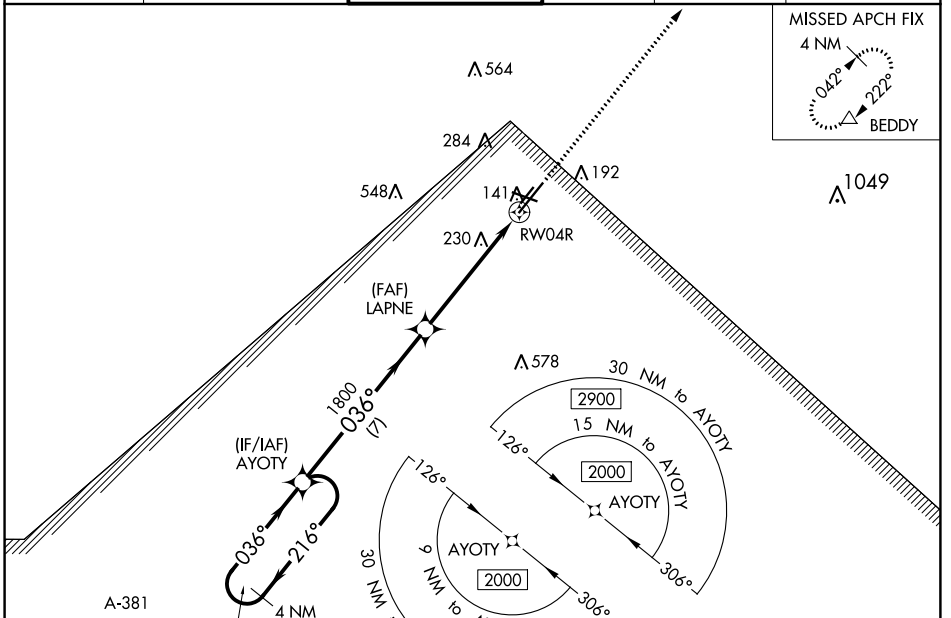 MISSED APCH FIX
4 NM
042°
222°
BEDDY
564
284
548
141
192
1049
RW04R
230
(FAF)
LAPNE
578
1800
036°
(7)
(IF/IAF)
AYOTY
036°
216°
4 NM
A-381
30 NM to AYOTY
2900
15 NM to AYOTY
2000
126°
AYOTY
306°
126°
AYOTY
2000
9 NM to
30 NM
306°